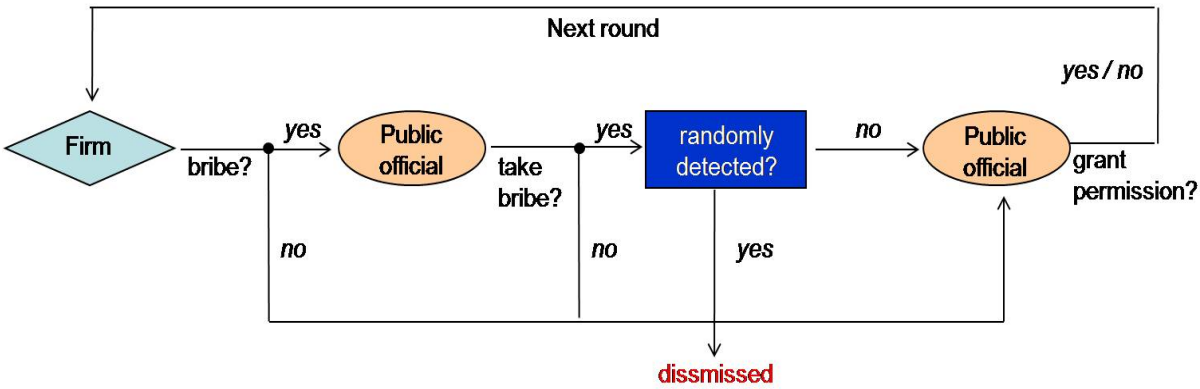 Next round
yes / no
Firm
bribe?
yes
Public
official
take
bribe?
yes
randomly
detected?
no
Public
official
grant
permission?
no
no
yes
dissmissed